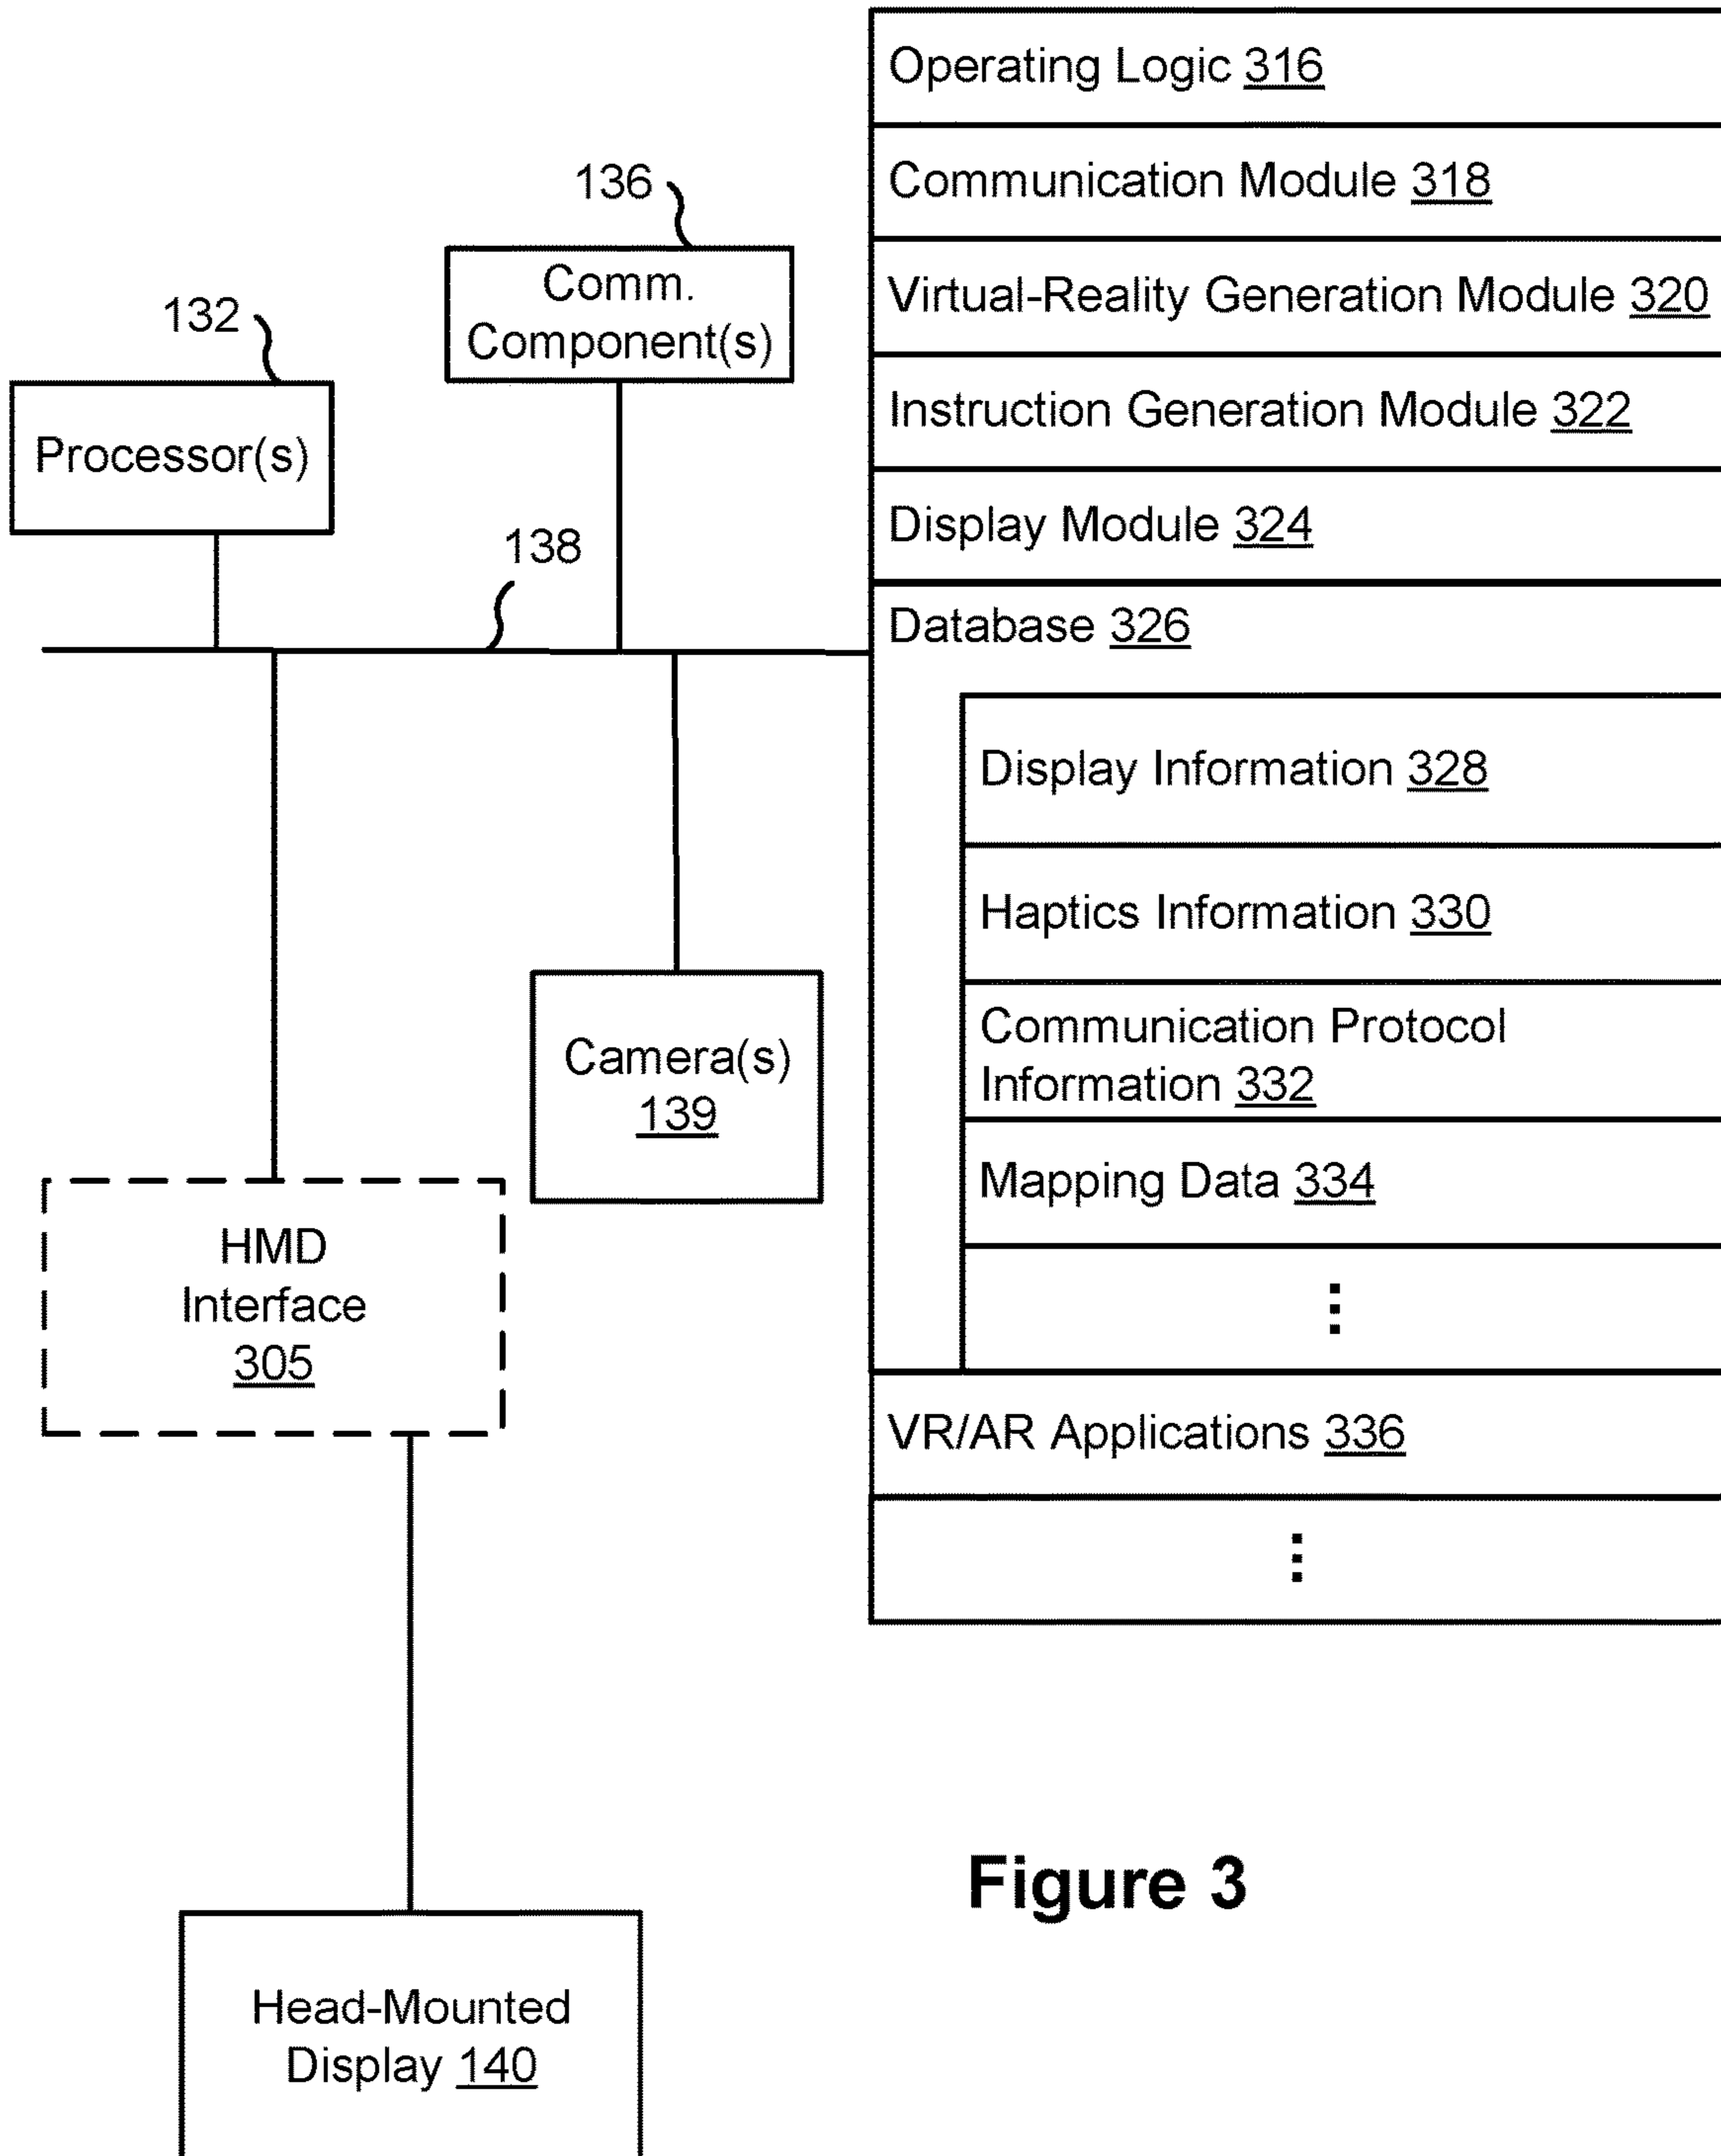 136
Comm.
Component(s)
132
Processor(s)
138
Camera(s)
139
HMD
Interface
305
Head-Mounted
Display 140
Operating Logic 316
Communication Module 318
Virtual-Reality Generation Module 320
Instruction Generation Module 322
Display Module 324
Database 326
Display Information 328
Haptics Information 330
Communication Protocol
Information 332
Mapping Data 334
VR/AR Applications 336
Figure 3